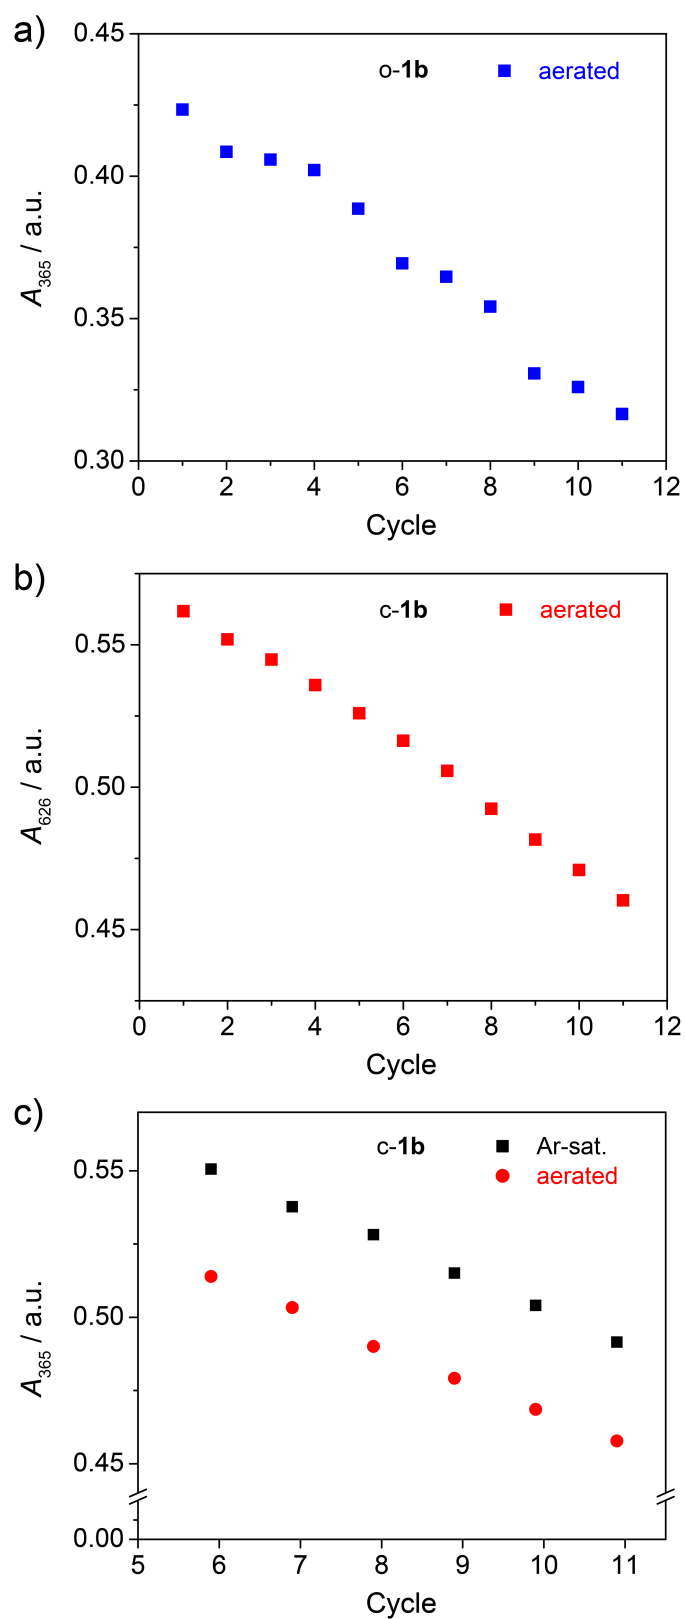 a)
0.45
0.40
0.35
0.30
A365 / a.u.
o-1b
aerated
0 2 4 6 8 10 12
Cycle
b)
0.55
0.50
0.45
A626 / a.u.
c-1b
aerated
0 2 4 6 8 10 12
Cycle
c)
0.55
0.50
0.45
0.00
A365 / a.u.
c-1b
Ar-sat.
aerated
5 6 7 8 9 10 11
Cycle